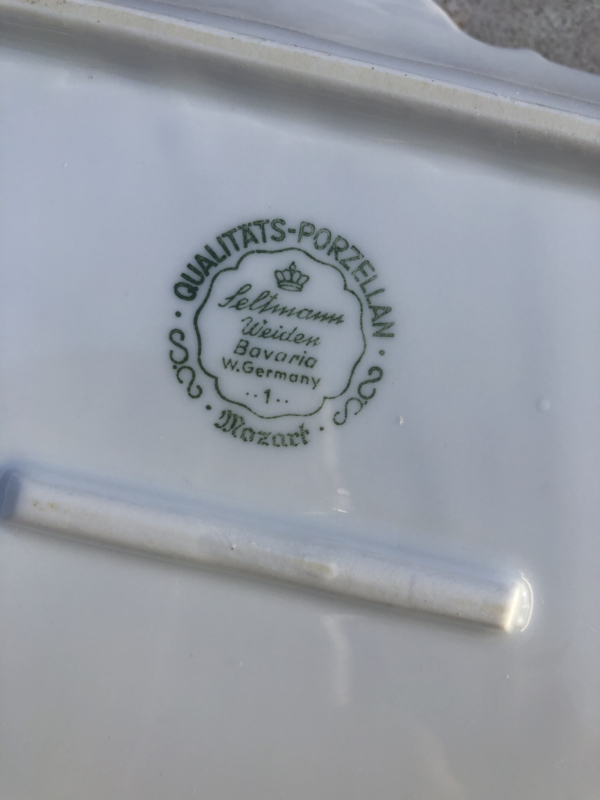 QUALITÄTS-PORZELLAN
Seltmann
Weiden
Bavaria
W.Germany
··1··
Mozart